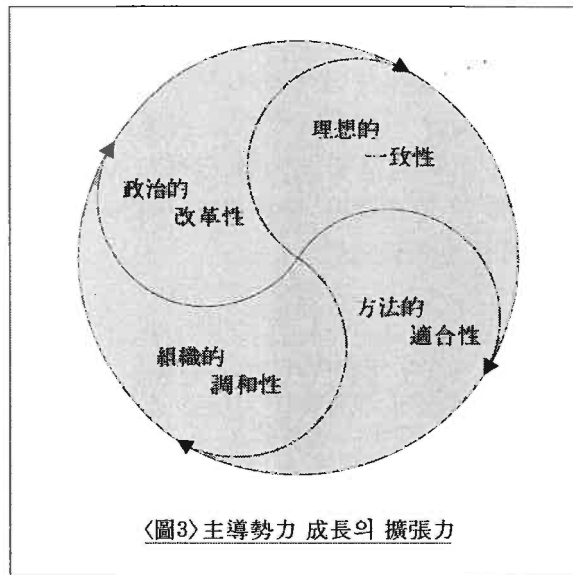 理想的
一致性
政治的
改革性
方法的
適合性
組織的
調和性
〈圖3〉主導勢力 成長의 擴張力